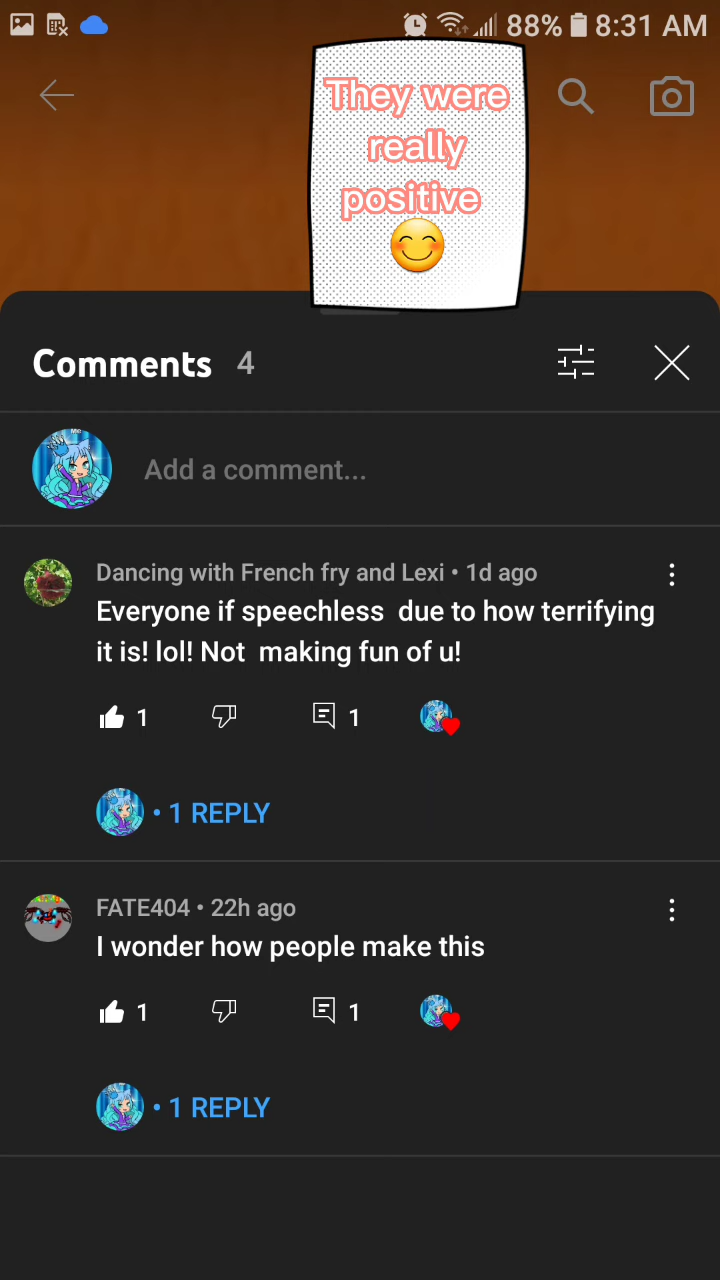 88% 8:31 AM
They were
really
positive
Comments 4
Add a comment...
Dancing with French fry and Lexi • 1d ago
Everyone if speechless due to how terrifying
it is! lol! Not making fun of u!
1 1
• 1 REPLY
FATE404 • 22h ago
I wonder how people make this
1 1
• 1 REPLY